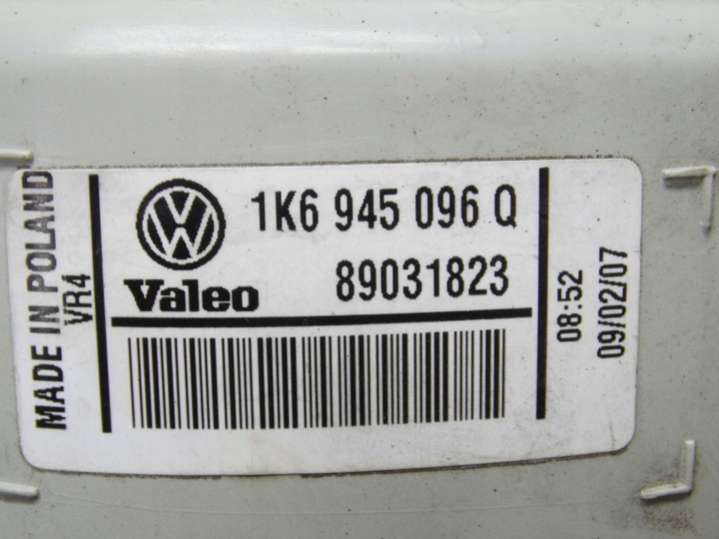 MADE IN POLAND
VR4
1K6 945 096 Q
Valeo
89031823
08:52
09/02/07